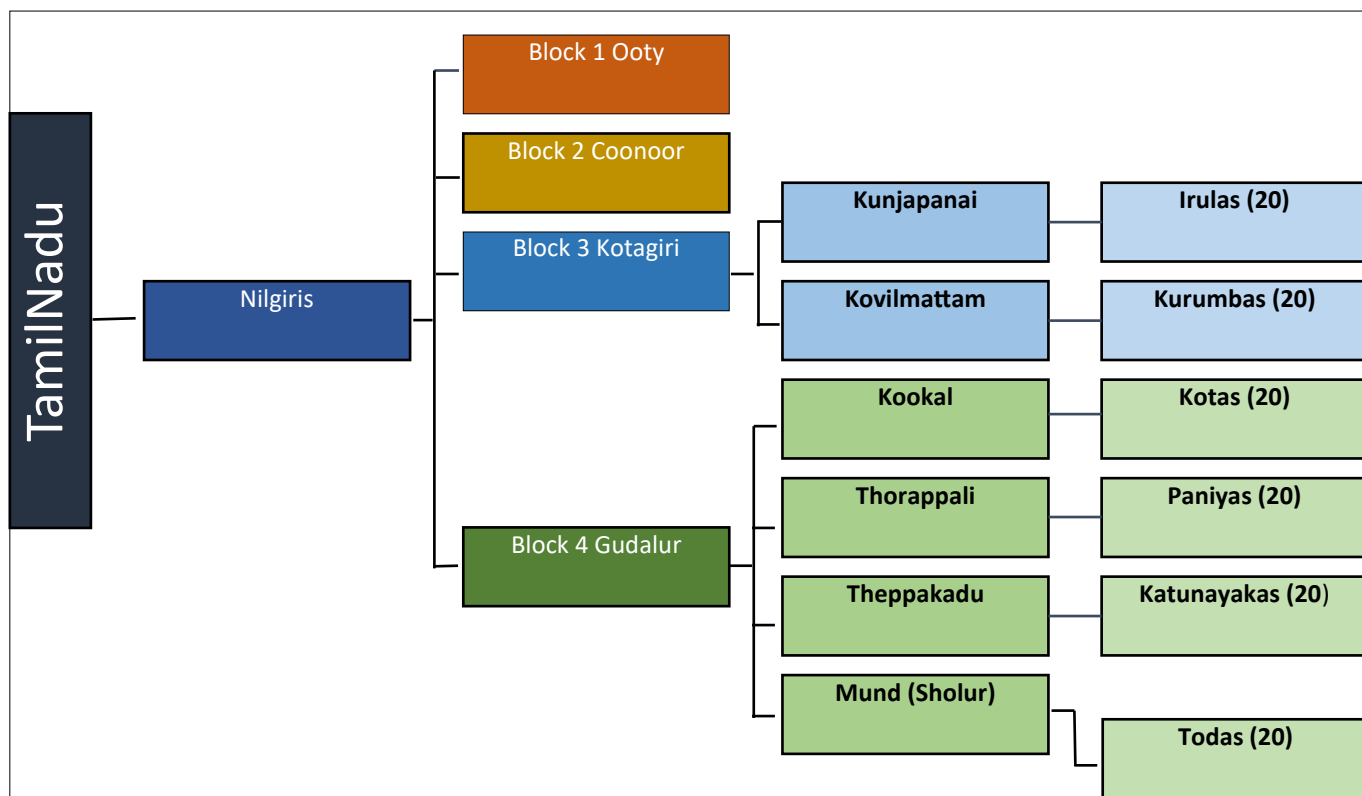 TamilNadu
Nilgiris
Block 1 Ooty
Block 2 Coonoor
Block 3 Kotagiri
Block 4 Gudalur
Kunjapanai
Irulas (20)
Kovilmattam
Kurumbas (20)
Kookal
Kotas (20)
Thorappali
Paniyas (20)
Theppakadu
Katunayakas (20)
Mund (Sholur)
Todas (20)